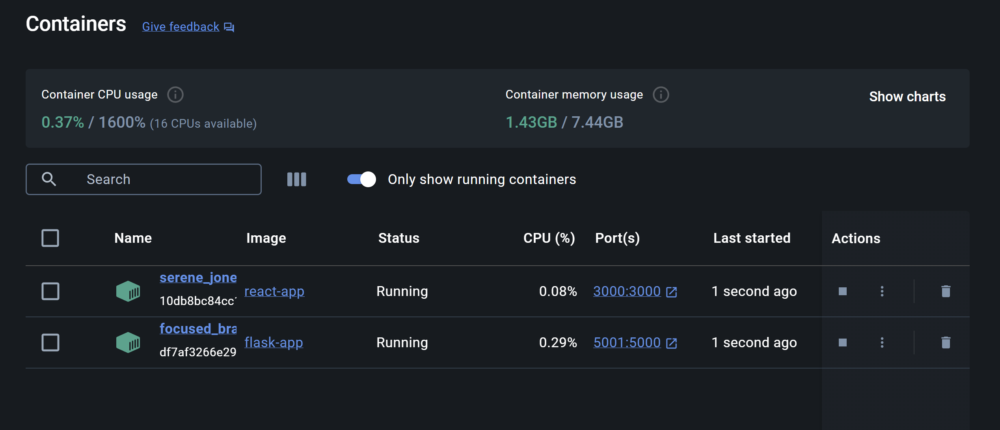 Containers Give feedback
Container CPU usage Container memory usage Show charts
0.37% / 1600% (16 CPUs available) 1.43GB / 7.44GB
Search Only show running containers
Name Image Status CPU (%) Port(s) Last started Actions
serene_jone
10db8bc84cc
react-app Running 0.08% 3000:3000 1 second ago
focused_bra
df7af3266e29
flask-app Running 0.29% 5001:5000 1 second ago